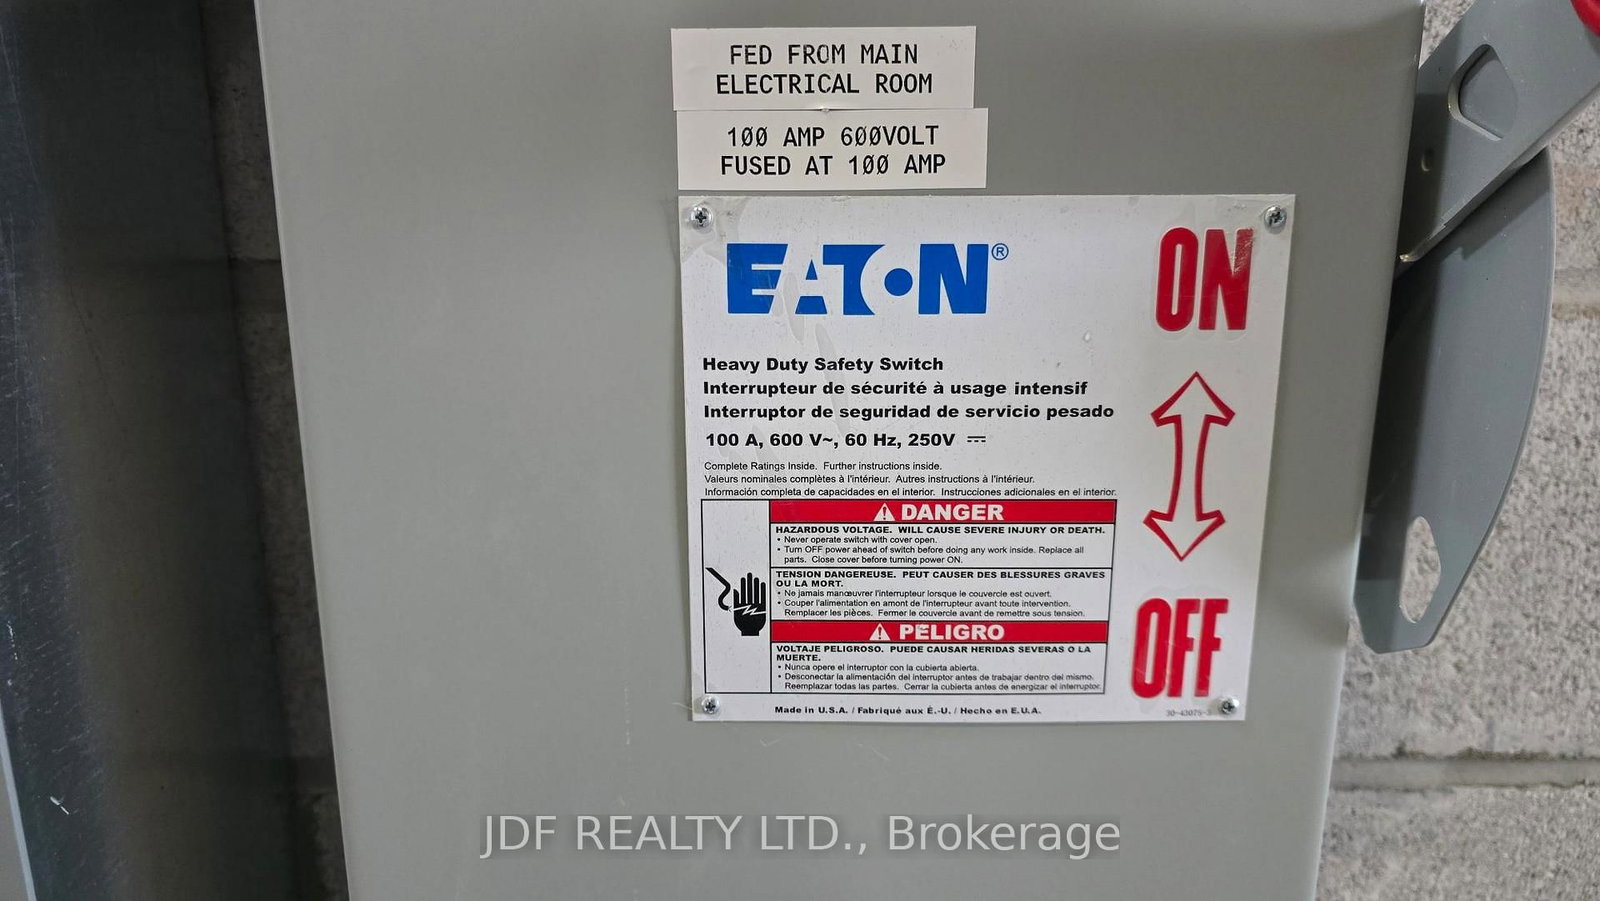 FED FROM MAIN
ELECTRICAL ROOM
100 AMP 600VOLT
FUSED AT 100 AMP
EATON®
ON
Heavy Duty Safety Switch
Interrupteur de sécurité à usage intensif
Interruptor de seguridad de servicio pesado
100 A, 600 V~, 60 Hz, 250V ⎓
Complete Ratings Inside. Further instructions inside.
Valeurs nominales complètes à l'intérieur. Autres instructions à l'intérieur.
Información completa de capacidades en el interior. Instrucciones adicionales en el interior.
⚠ DANGER
HAZARDOUS VOLTAGE. WILL CAUSE SEVERE INJURY OR DEATH.
• Never operate switch with cover open.
• Turn OFF power ahead of switch before doing any work inside. Replace all
parts. Close cover before turning power ON.
TENSION DANGEREUSE. PEUT CAUSER DES BLESSURES GRAVES
OU LA MORT.
• Ne jamais manœuvrer l'interrupteur lorsque le couvercle est ouvert.
• Couper l'alimentation en amont de l'interrupteur avant toute intervention.
Remplacer les pièces. Fermer le couvercle avant de remettre sous tension.
⚠ PELIGRO
VOLTAJE PELIGROSO. PUEDE CAUSAR HERIDAS SEVERAS O LA
MUERTE.
• Nunca opere el interruptor con la cubierta abierta.
• Desconectar la alimentación del interruptor antes de trabajar dentro del mismo.
Reemplazar todas las partes. Cerrar la cubierta antes de energizar el interruptor.
OFF
Made in U.S.A. / Fabriqué aux É.-U. / Hecho en E.U.A.
30-43075-3
JDF REALTY LTD., Brokerage